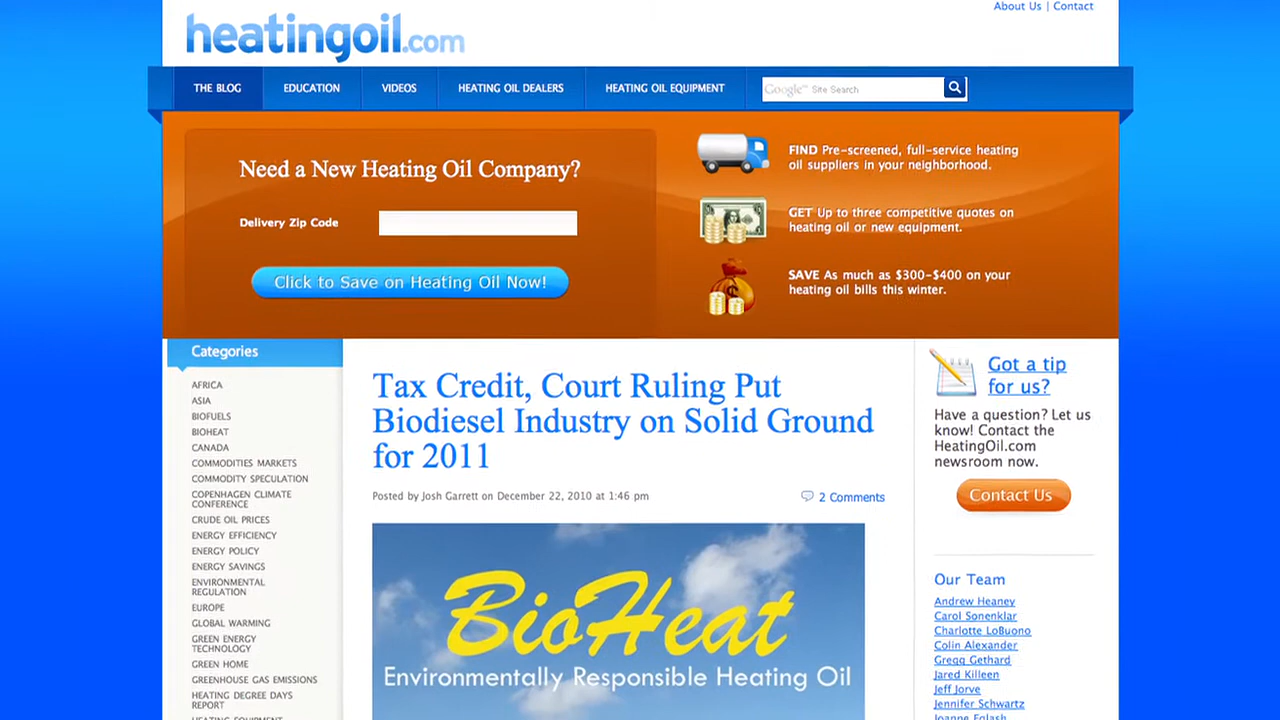 About Us | Contact
heatingoil.com
THE BLOG
EDUCATION
VIDEOS
HEATING OIL DEALERS
HEATING OIL EQUIPMENT
Google™ Site Search
Need a New Heating Oil Company?
Delivery Zip Code
Click to Save on Heating Oil Now!
FIND Pre-screened, full-service heating
oil suppliers in your neighborhood.
GET Up to three competitive quotes on
heating oil or new equipment.
SAVE As much as $300-$400 on your
heating oil bills this winter.
Categories
AFRICA
ASIA
BIOFUELS
BIOHEAT
CANADA
COMMODITIES MARKETS
COMMODITY SPECULATION
COPENHAGEN CLIMATE
CONFERENCE
CRUDE OIL PRICES
ENERGY EFFICIENCY
ENERGY POLICY
ENERGY SAVINGS
ENVIRONMENTAL
REGULATION
EUROPE
GLOBAL WARMING
GREEN ENERGY
TECHNOLOGY
GREEN HOME
GREENHOUSE GAS EMISSIONS
HEATING DEGREE DAYS
REPORT
HEATING EQUIPMENT
Tax Credit, Court Ruling Put
Biodiesel Industry on Solid Ground
for 2011
Posted by Josh Garrett on December 22, 2010 at 1:46 pm
2 Comments
BioHeat
Environmentally Responsible Heating Oil
Got a tip
for us?
Have a question? Let us
know! Contact the
HeatingOil.com
newsroom now.
Contact Us
Our Team
Andrew Heaney
Carol Sonenklar
Charlotte LoBuono
Colin Alexander
Gregg Gethard
Jared Killeen
Jeff Jorve
Jennifer Schwartz
Joanne Eglash